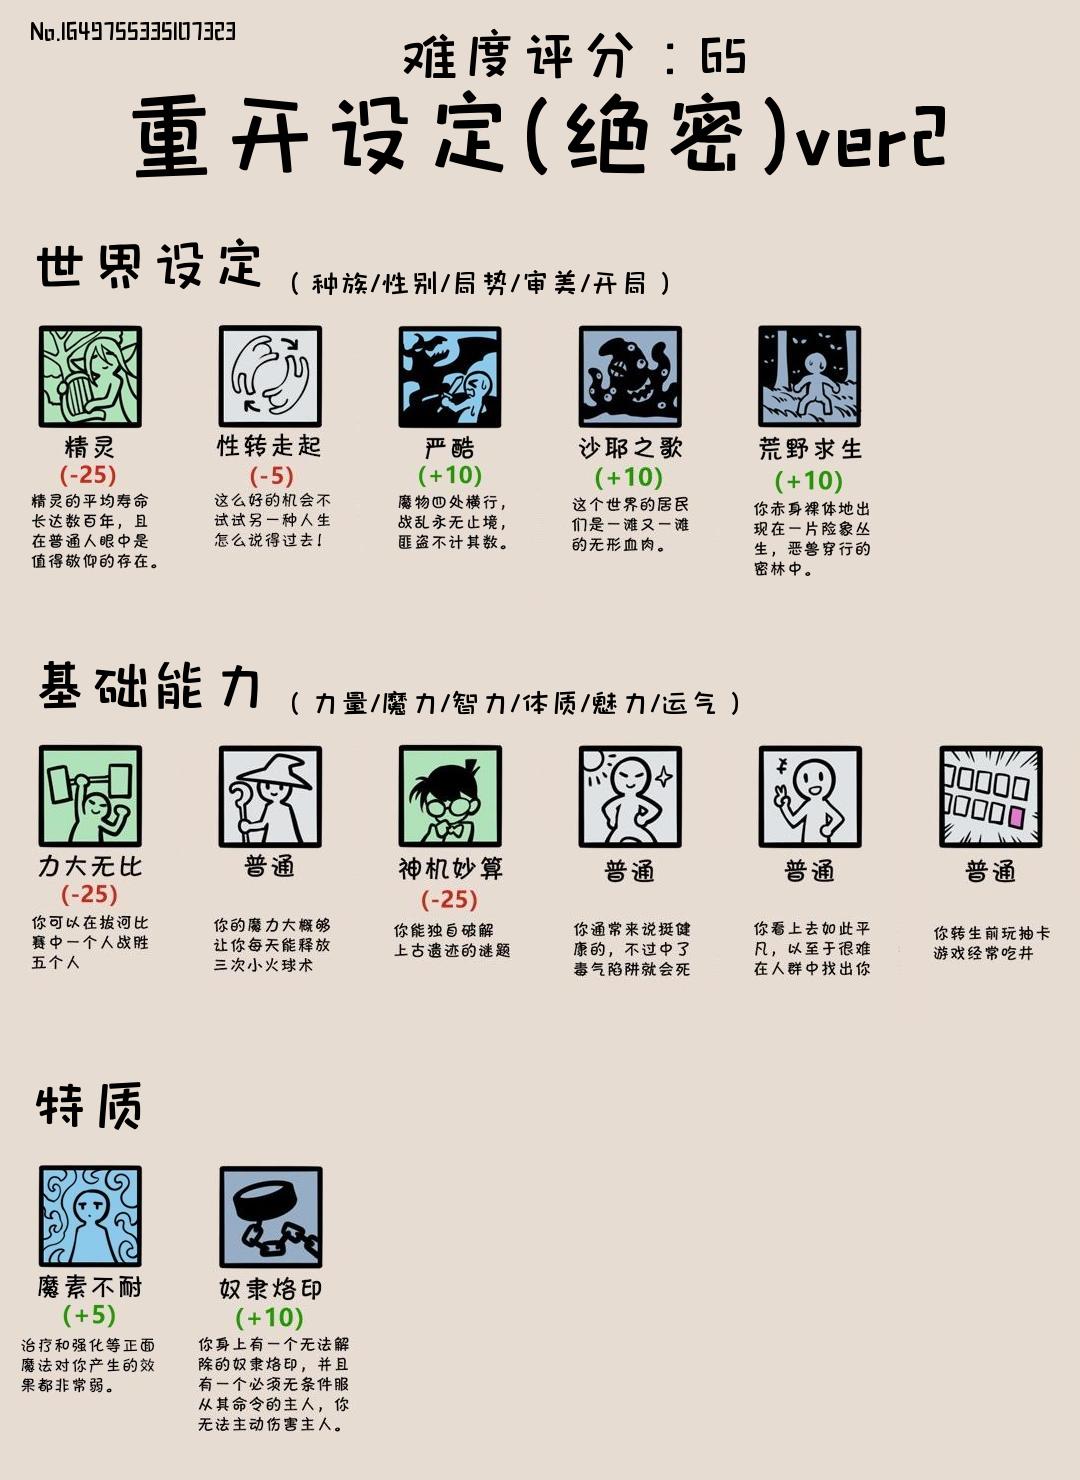 No.1649755335107323
难度评分：65
重开设定(绝密)ver2
世界设定 （种族/性别/局势/审美/开局）
精灵
(-25)
精灵的平均寿命
长达数百年，且
在普通人眼中是
值得敬仰的存在。
性转走起
(-5)
这么好的机会不
试试另一种人生
怎么说得过去！
严酷
(+10)
魔物四处横行，
战乱永无止境，
匪盗不计其数。
沙耶之歌
(+10)
这个世界的居民
们是一滩又一滩
的无形血肉。
荒野求生
(+10)
你赤身裸体地出
现在一片险象丛
生，恶兽穿行的
密林中。
基础能力 （力量/魔力/智力/体质/魅力/运气）
力大无比
(-25)
你可以在拔河比
赛中一个人战胜
五个人
普通
你的魔力大概够
让你每天能释放
三次小火球术
神机妙算
(-25)
你能独自破解
上古遗迹的谜题
普通
你通常来说挺健
康的，不过中了
毒气陷阱就会死
普通
你看上去如此平
凡，以至于很难
在人群中找出你
普通
你转生前玩抽卡
游戏经常吃井
特质
魔素不耐
(+5)
治疗和强化等正面
魔法对你产生的效
果都非常弱。
奴隶烙印
(+10)
你身上有一个无法解
除的奴隶烙印，并且
有一个必须无条件服
从其命令的主人，你
无法主动伤害主人。